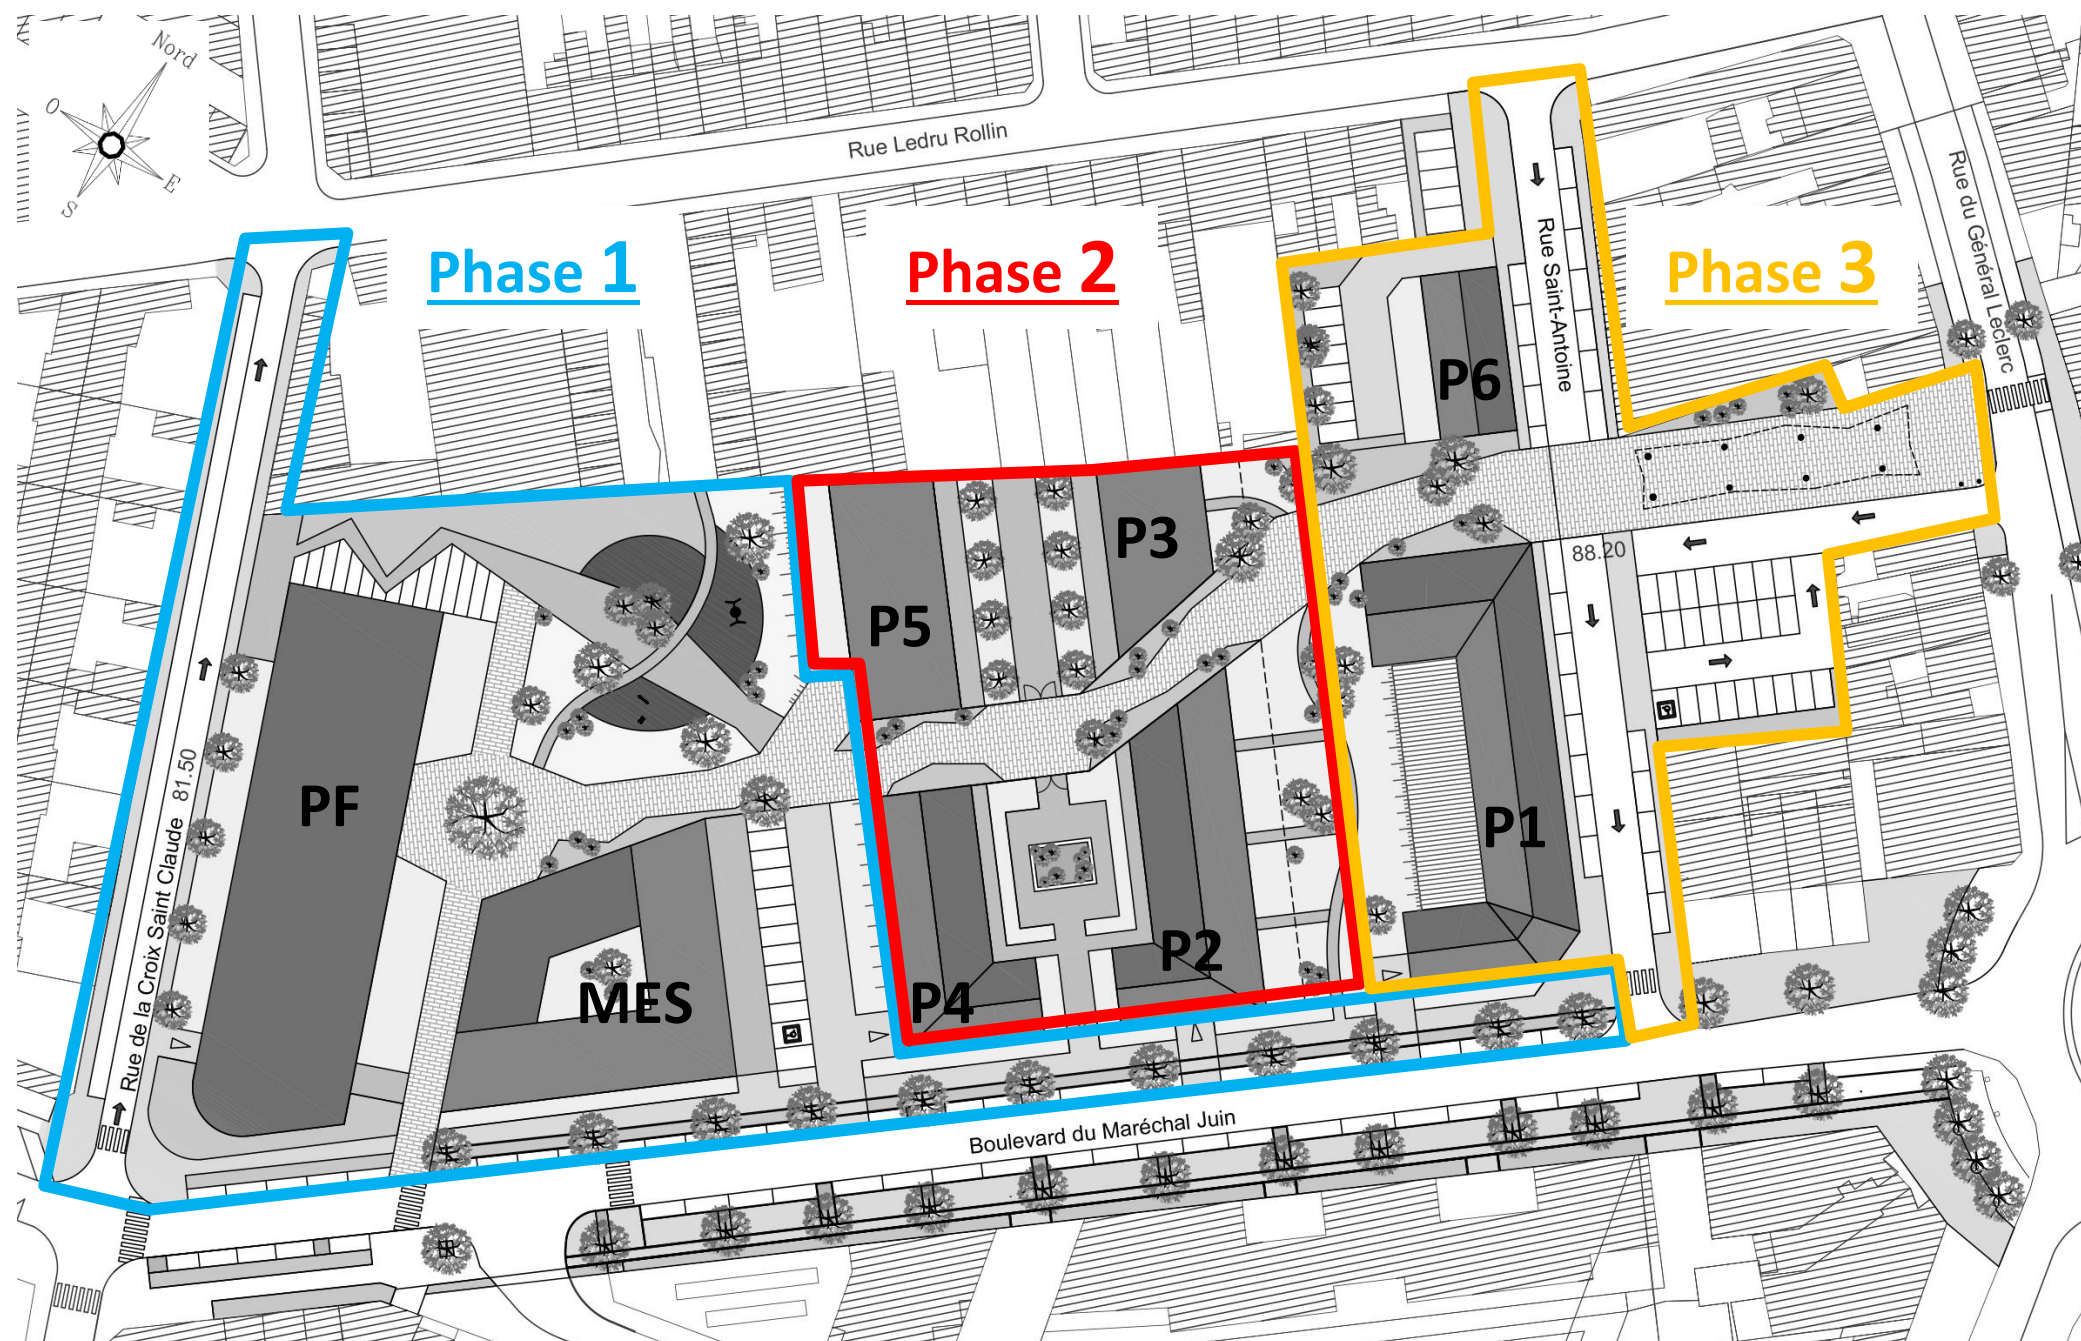 Nord
O
E
S
Rue Ledru Rollin
Rue du Général Leclerc
Phase 1
Phase 2
Phase 3
Rue Saint-Antoine
P6
P3
P5
88.20
PF
P1
Rue de la Croix Saint Claude 81.50
P2
MES
P4
Boulevard du Maréchal Juin